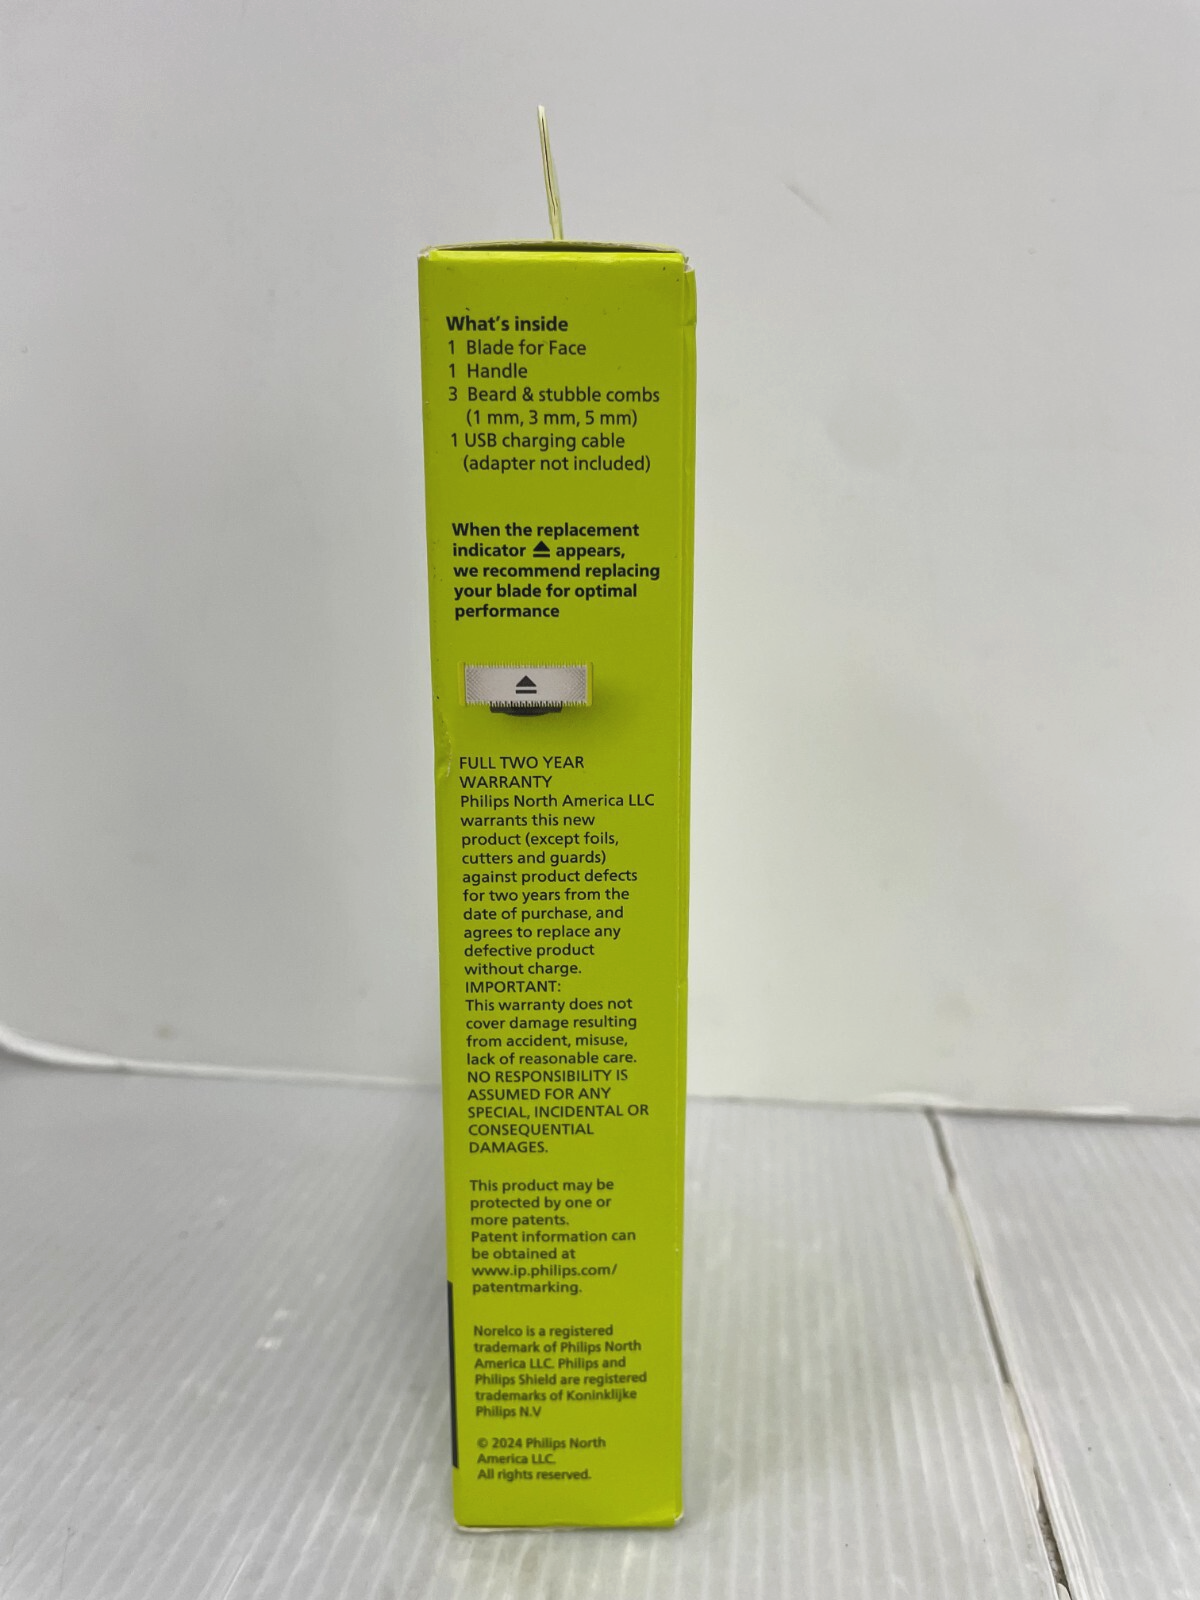 What's inside
1 Blade for Face
1 Handle
3 Beard & stubble combs
(1 mm, 3 mm, 5 mm)
1 USB charging cable
(adapter not included)
When the replacement
indicator ⏏ appears,
we recommend replacing
your blade for optimal
performance
FULL TWO YEAR
WARRANTY
Philips North America LLC
warrants this new
product (except foils,
cutters and guards)
against product defects
for two years from the
date of purchase, and
agrees to replace any
defective product
without charge.
IMPORTANT:
This warranty does not
cover damage resulting
from accident, misuse,
lack of reasonable care.
NO RESPONSIBILITY IS
ASSUMED FOR ANY
SPECIAL, INCIDENTAL OR
CONSEQUENTIAL
DAMAGES.
This product may be
protected by one or
more patents.
Patent information can
be obtained at
www.ip.philips.com/
patentmarking.
Norelco is a registered
trademark of Philips North
America LLC. Philips and
Philips Shield are registered
trademarks of Koninklijke
Philips N.V
© 2024 Philips North
America LLC.
All rights reserved.